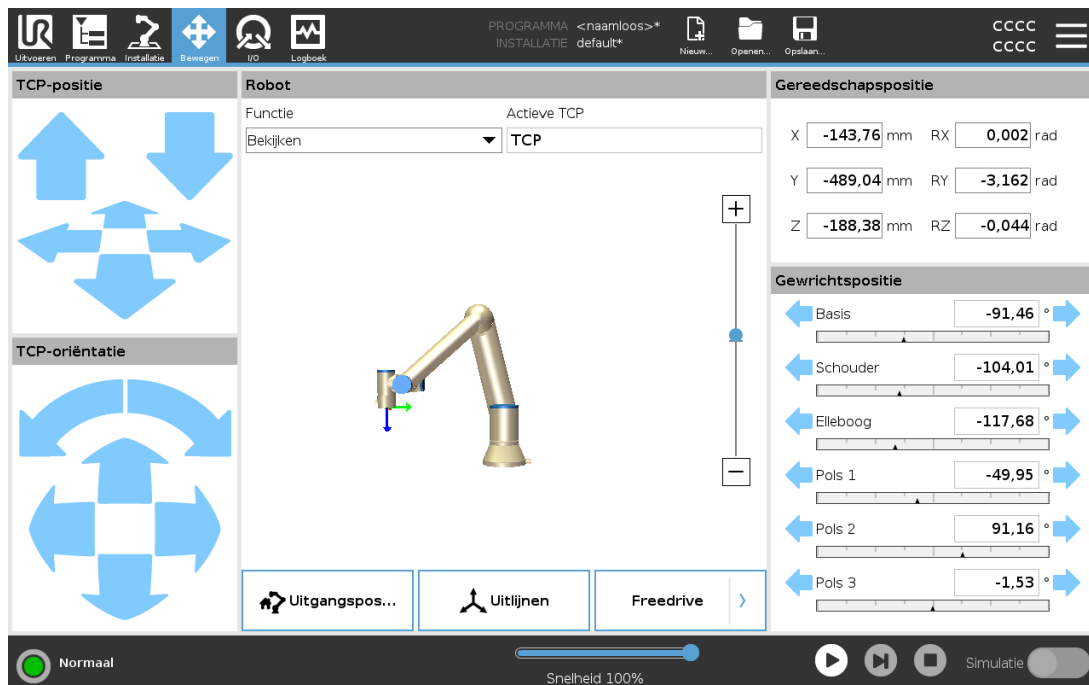 PROGRAMMA <naamloos>*
INSTALLATIE default*
CCCC
CCCC
Uitvoeren Programma Installatie Bewegen I/O Logboek
Nieuw... Openen... Opslaan...
TCP-positie
Robot
Functie
Actieve TCP
Bekijken
TCP
+
−
Gereedschapspositie
X -143,76 mm RX 0,002 rad
Y -489,04 mm RY -3,162 rad
Z -188,38 mm RZ -0,044 rad
Gewrichtspositie
Basis -91,46 °
Schouder -104,01 °
Elleboog -117,68 °
Pols 1 -49,95 °
Pols 2 91,16 °
Pols 3 -1,53 °
TCP-oriëntatie
Uitgangspos... Uitlijnen Freedrive
Normaal
Snelheid 100%
Simulatie